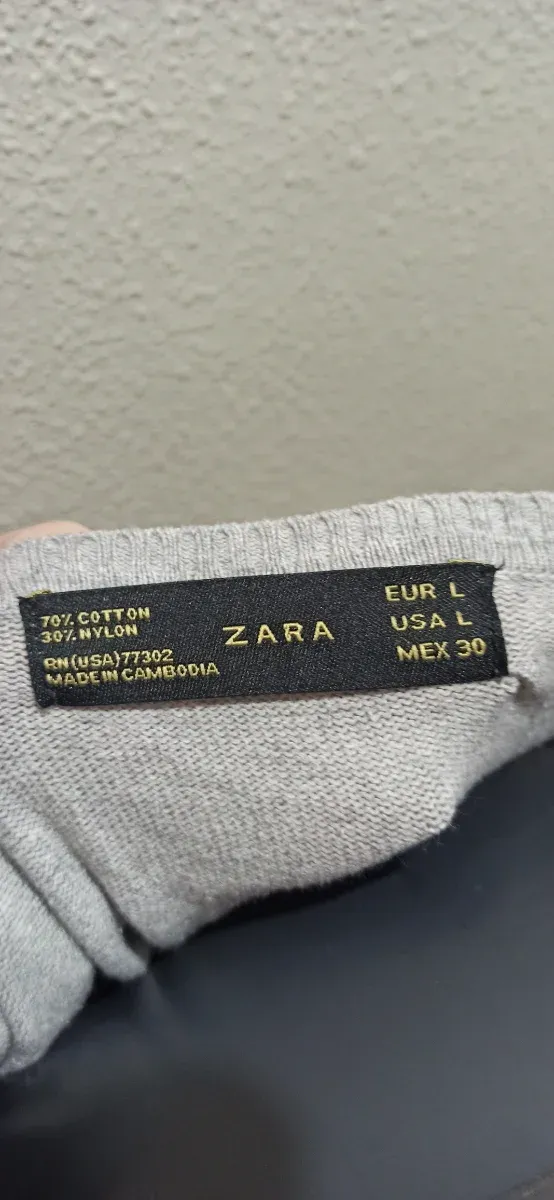 70% COTTON
30% NYLON
RN(USA)77302
MADE IN CAMBODIA
ZARA
EUR L
USA L
MEX 30